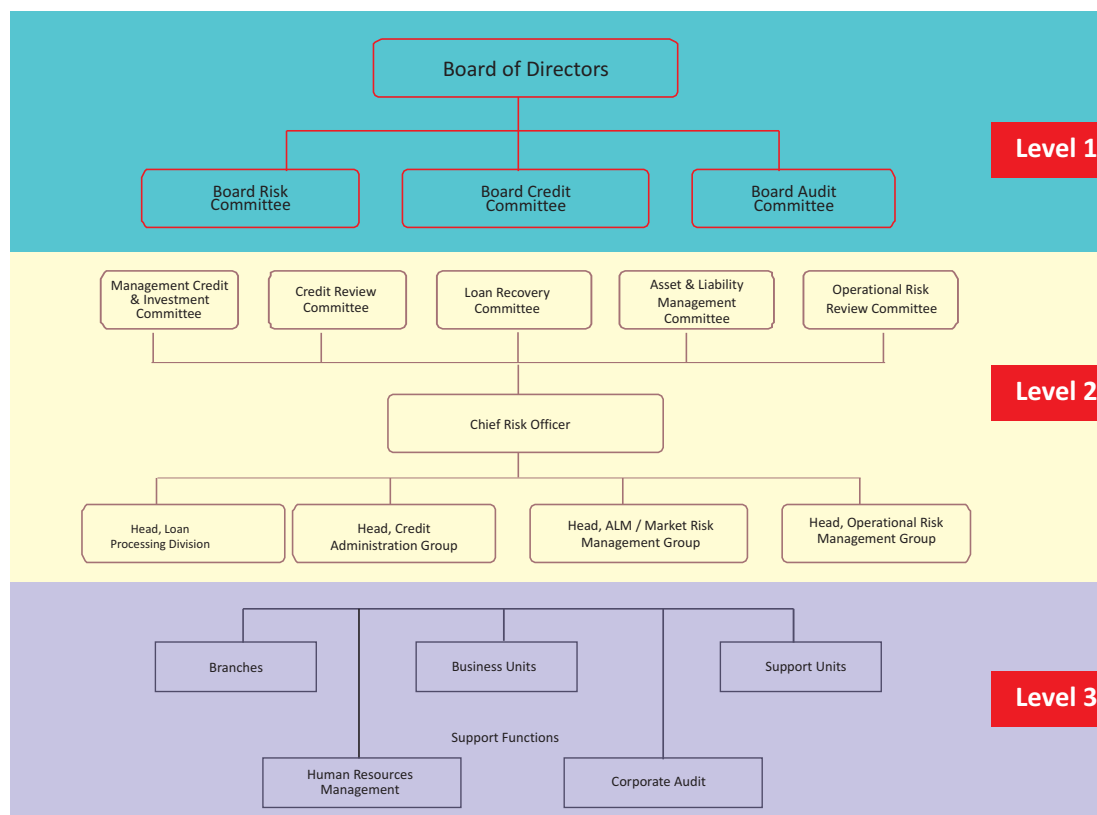 Board of Directors
Level 1
Board Risk
Committee
Board Credit
Committee
Board Audit
Committee
Management Credit
& Investment
Committee
Credit Review
Committee
Loan Recovery
Committee
Asset & Liability
Management
Committee
Operational Risk
Review Committee
Level 2
Chief Risk Officer
Head, Loan
Processing Division
Head, Credit
Administration Group
Head, ALM / Market Risk
Management Group
Head, Operational Risk
Management Group
Branches
Business Units
Support Units
Level 3
Support Functions
Human Resources
Management
Corporate Audit